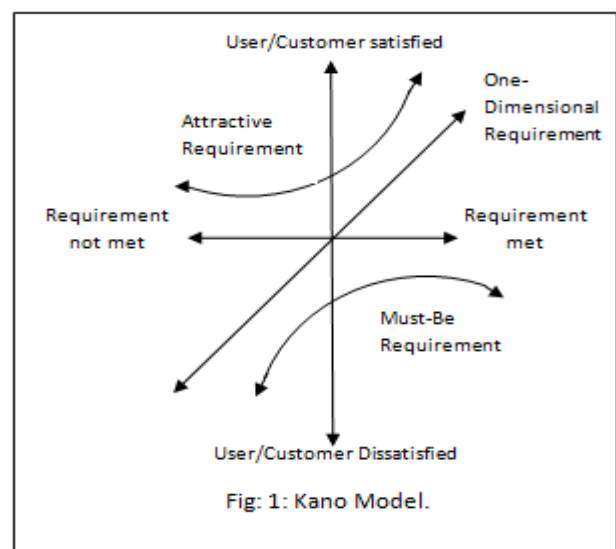 User/Customer satisfied
One-
Dimensional
Requirement
Attractive
Requirement
Requirement
not met
Requirement
met
Must-Be
Requirement
User/Customer Dissatisfied
Fig: 1: Kano Model.